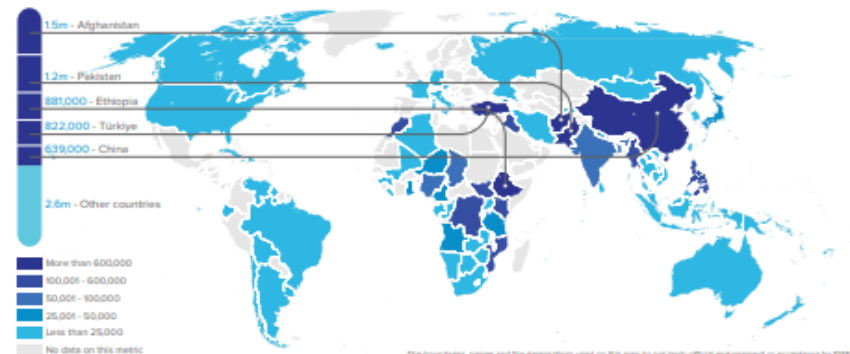 1.5m - Afghanistan
1.2m - Pakistan
881,000 - Ethiopia
822,000 - Türkiye
639,000 - China
2.6m - Other countries
More than 600,000
100,001 - 600,000
50,001 - 100,000
25,001 - 50,000
Less than 25,000
No data on this metric